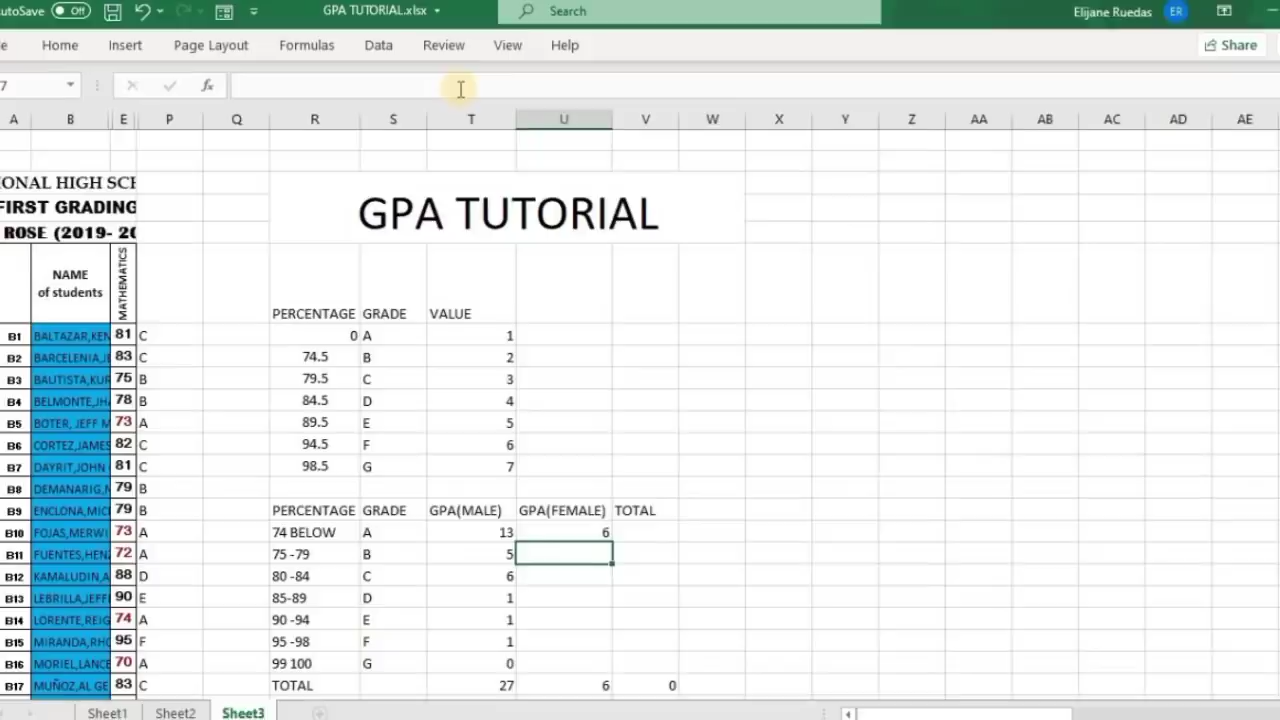 AutoSave Off GPA TUTORIAL.xlsx Search Elijane Ruedas ER
Home Insert Page Layout Formulas Data Review View Help Share
7 fx
A B E P Q R S T U V W X Y Z AA AB AC AD AE
IONAL HIGH SCH
FIRST GRADING
ROSE (2019- 20
GPA TUTORIAL
NAME
of students
MATHEMATICS
PERCENTAGE GRADE VALUE
B1 BALTAZAR,KEN 81 C 0 A 1
B2 BARCELENIA,JE 83 C 74.5 B 2
B3 BAUTISTA,KUR 75 B 79.5 C 3
B4 BELMONTE,JHA 78 B 84.5 D 4
B5 BOTER, JEFF M 73 A 89.5 E 5
B6 CORTEZ,JAMES 82 C 94.5 F 6
B7 DAYRIT,JOHN 81 C 98.5 G 7
B8 DEMANARIG,N 79 B
B9 ENCLONA,MICI 79 B PERCENTAGE GRADE GPA(MALE) GPA(FEMALE) TOTAL
B10 FOJAS,MERWI 73 A 74 BELOW A 13 6
B11 FUENTES,HENZ 72 A 75 -79 B 5
B12 KAMALUDIN,A 88 D 80 -84 C 6
B13 LEBRILLA,JEFFE 90 E 85-89 D 1
B14 LORENTE,REIG 74 A 90 -94 E 1
B15 MIRANDA,RHO 95 F 95 -98 F 1
B16 MORIEL,LANCE 70 A 99 100 G 0
B17 MUÑOZ,AL GE 83 C TOTAL 27 6 0
Sheet1 Sheet2 Sheet3